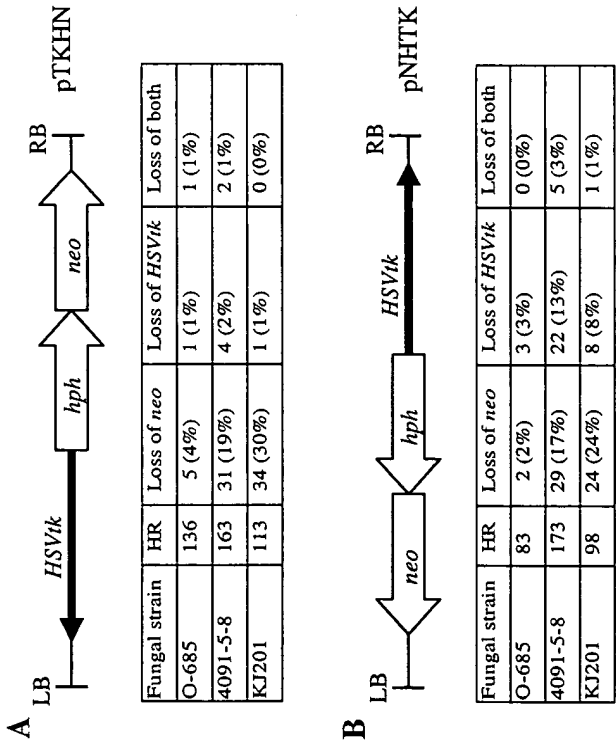 A
pTKHN
LB
HSVtk
hph
neo
RB
Fungal strain HR Loss of neo Loss of HSVtk Loss of both
O-685 136 5 (4%) 1 (1%) 1 (1%)
4091-5-8 163 31 (19%) 4 (2%) 2 (1%)
KJ201 113 34 (30%) 1 (1%) 0 (0%)
B
pNHTK
LB
neo
hph
HSVtk
RB
Fungal strain HR Loss of neo Loss of HSVtk Loss of both
O-685 83 2 (2%) 3 (3%) 0 (0%)
4091-5-8 173 29 (17%) 22 (13%) 5 (3%)
KJ201 98 24 (24%) 8 (8%) 1 (1%)